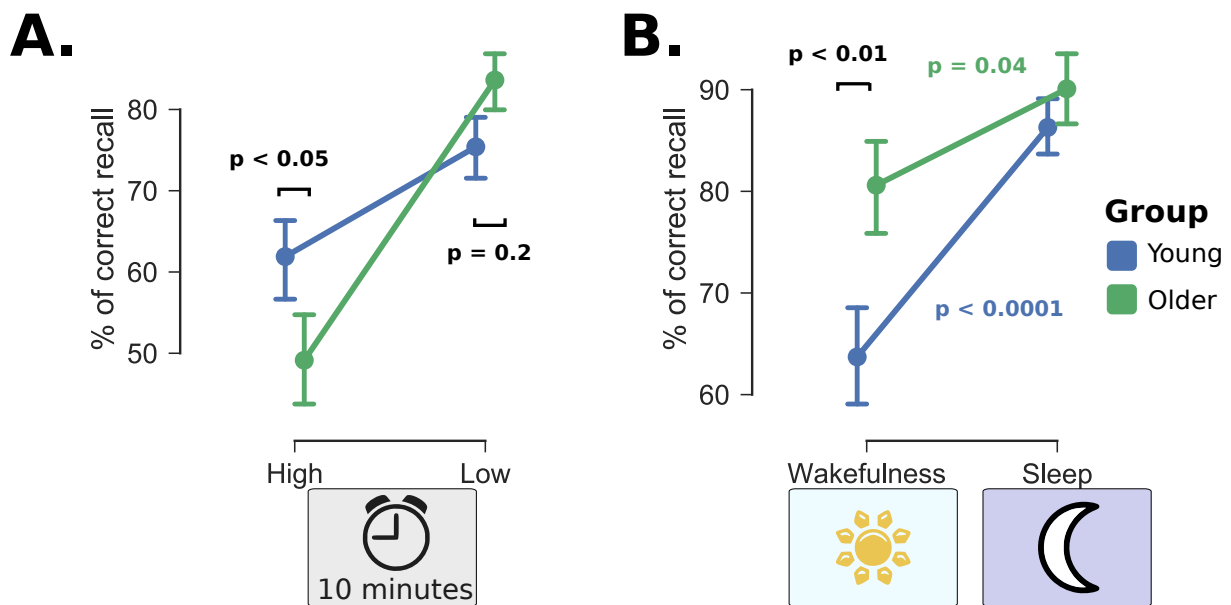 A.
% of correct recall
80
70
60
50
p < 0.05
p = 0.2
High
Low
10 minutes
B.
% of correct recall
90
80
70
60
p < 0.01
p = 0.04
p < 0.0001
Wakefulness
Sleep
Group
Young
Older